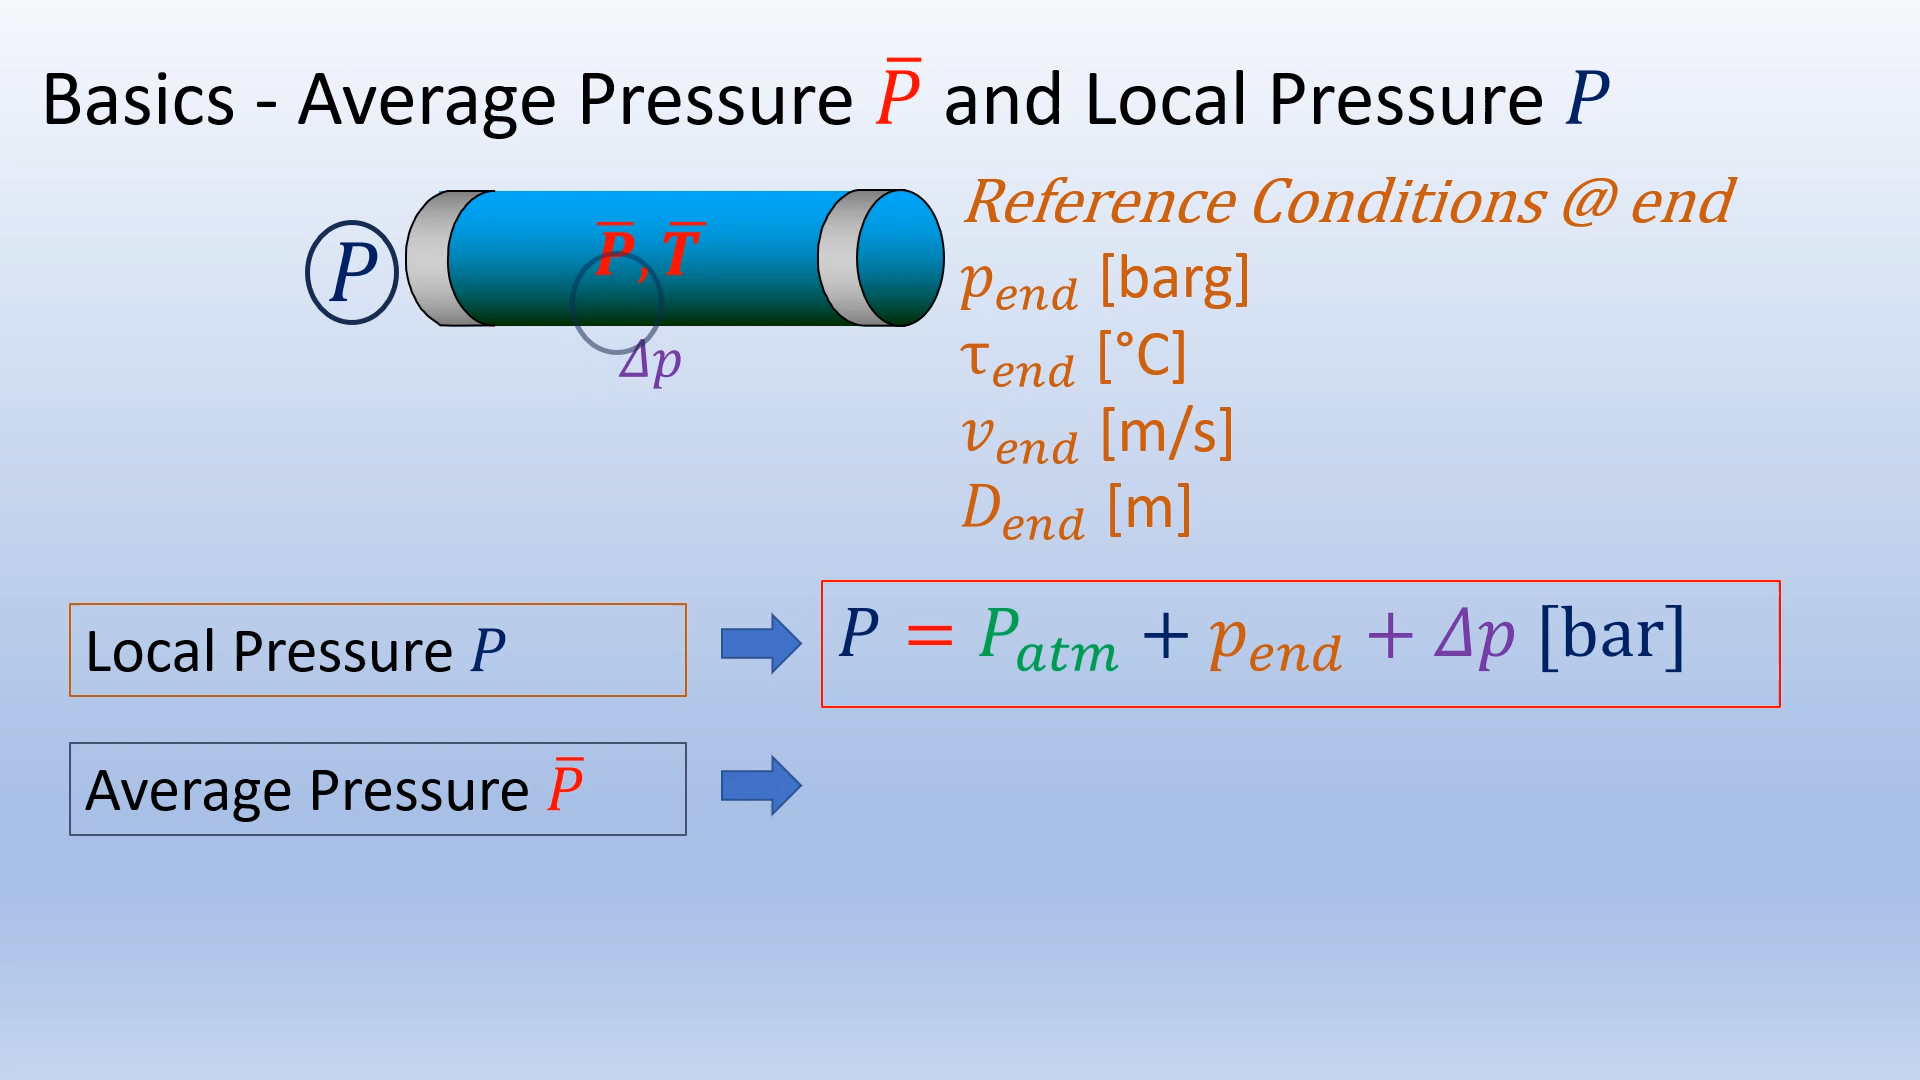 Basics - Average Pressure P̅ and Local Pressure P
P
P̅, T̅
Δp
Reference Conditions @ end
p_end [barg]
τ_end [°C]
v_end [m/s]
D_end [m]
Local Pressure P
P = P_atm + p_end + Δp [bar]
Average Pressure P̅